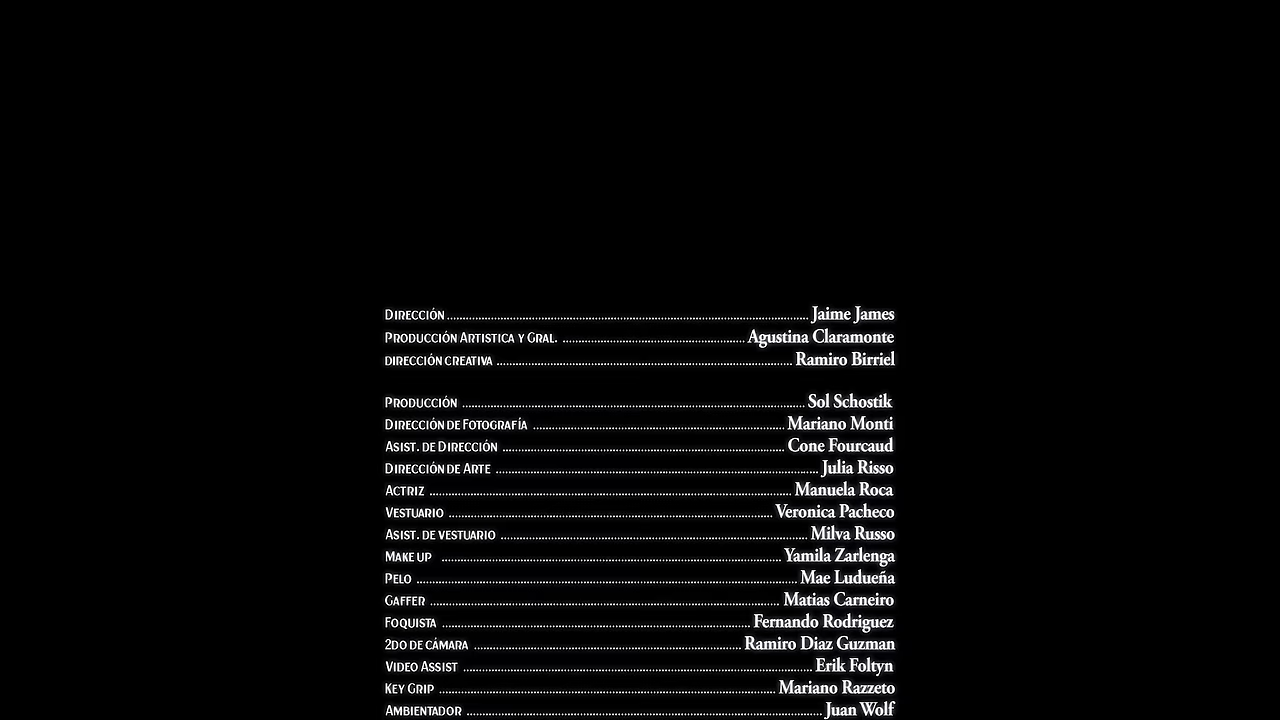 Dirección ........ Jaime James
Producción Artistica y Gral. ........ Agustina Claramonte
dirección creativa ........ Ramiro Birriel
Producción ........ Sol Schostik
Dirección de Fotografía ........ Mariano Monti
Asist. de Dirección ........ Cone Fourcaud
Dirección de Arte ........ Julia Risso
Actriz ........ Manuela Roca
Vestuario ........ Veronica Pacheco
Asist. de vestuario ........ Milva Russo
Make up ........ Yamila Zarlenga
Pelo ........ Mae Ludueña
Gaffer ........ Matias Carneiro
Foquista ........ Fernando Rodriguez
2do de cámara ........ Ramiro Diaz Guzman
Video Assist ........ Erik Foltyn
Key Grip ........ Mariano Razzeto
Ambientador ........ Juan Wolf